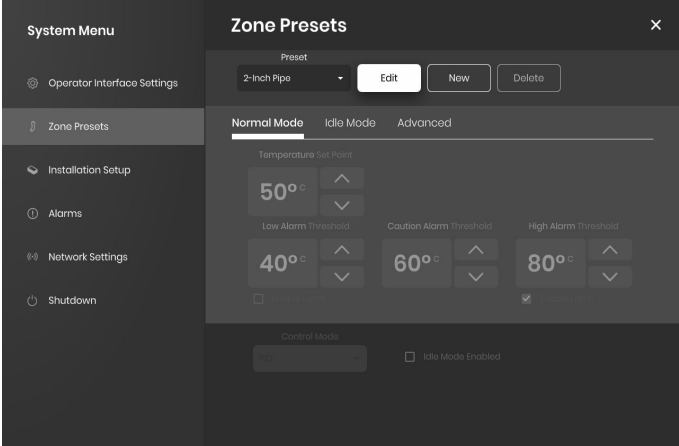 System Menu
Zone Presets
Operator Interface Settings
Zone Presets
Installation Setup
Alarms
Network Settings
Shutdown
Preset
2-Inch Pipe
Edit
New
Delete
Normal Mode
Idle Mode
Advanced
Temperature Set Point
50° C
Low Alarm Threshold
Caution Alarm Threshold
High Alarm Threshold
40° C
60° C
80° C
Control Mode
Idle Mode Enabled